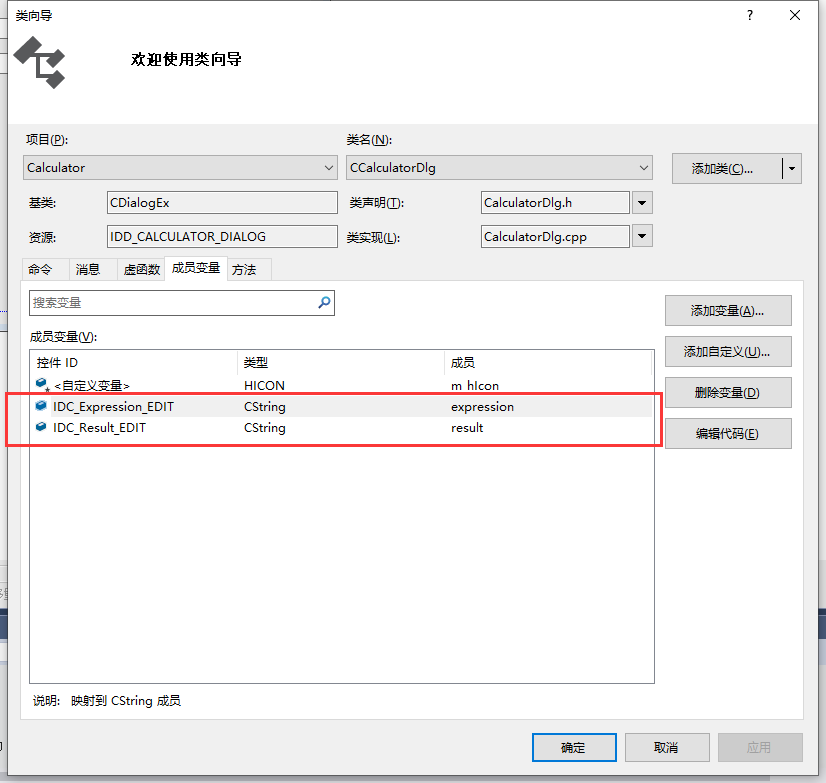 类向导
?
欢迎使用类向导
项目(P):
类名(N):
Calculator
CCalculatorDlg
添加类(C)...
基类:
CDialogEx
类声明(T):
CalculatorDlg.h
资源:
IDD_CALCULATOR_DIALOG
类实现(L):
CalculatorDlg.cpp
命令 消息 虚函数 成员变量 方法
搜索变量
添加变量(A)...
成员变量(V):
添加自定义(U)...
控件 ID 类型 成员
<自定义变量> HICON m_hIcon
删除变量(D)
IDC_Expression_EDIT CString expression
IDC_Result_EDIT CString result
编辑代码(E)
说明: 映射到 CString 成员
确定 取消 应用